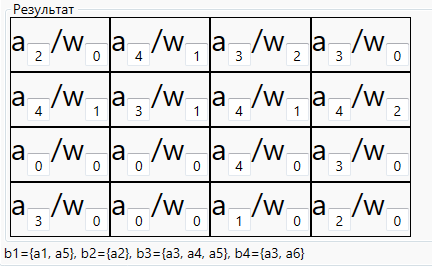 Результат
a2/w0 a4/w1 a3/w2 a3/w0
a4/w1 a3/w1 a4/w1 a4/w2
a0/w0 a0/w0 a4/w0 a3/w0
a3/w0 a0/w0 a1/w0 a2/w0
b1={a1, a5}, b2={a2}, b3={a3, a4, a5}, b4={a3, a6}